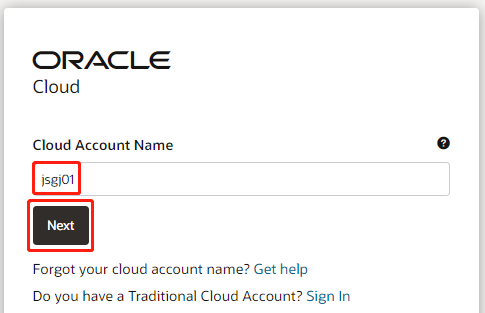 ORACLE
Cloud
Cloud Account Name
?
jsgj01
Next
Forgot your cloud account name? Get help
Do you have a Traditional Cloud Account? Sign In